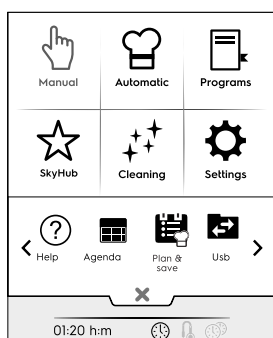 Manual Automatic Programs
SkyHub Cleaning Settings
Help Agenda Plan & save Usb
01:20 h:m